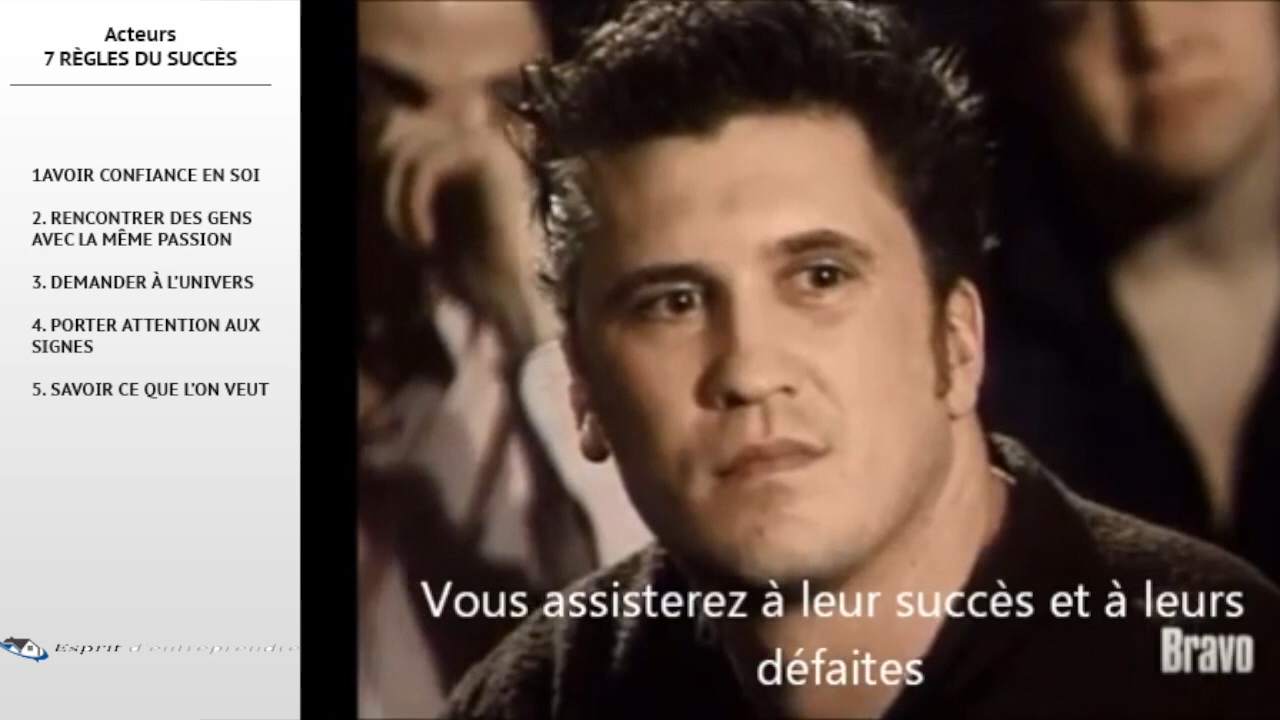 Acteurs
7 RÈGLES DU SUCCÈS
1AVOIR CONFIANCE EN SOI
2. RENCONTRER DES GENS
AVEC LA MÊME PASSION
3. DEMANDER À L'UNIVERS
4. PORTER ATTENTION AUX
SIGNES
5. SAVOIR CE QUE L'ON VEUT
Esprit d'entreprendre
Vous assisterez à leur succès et à leurs
défaites
Bravo